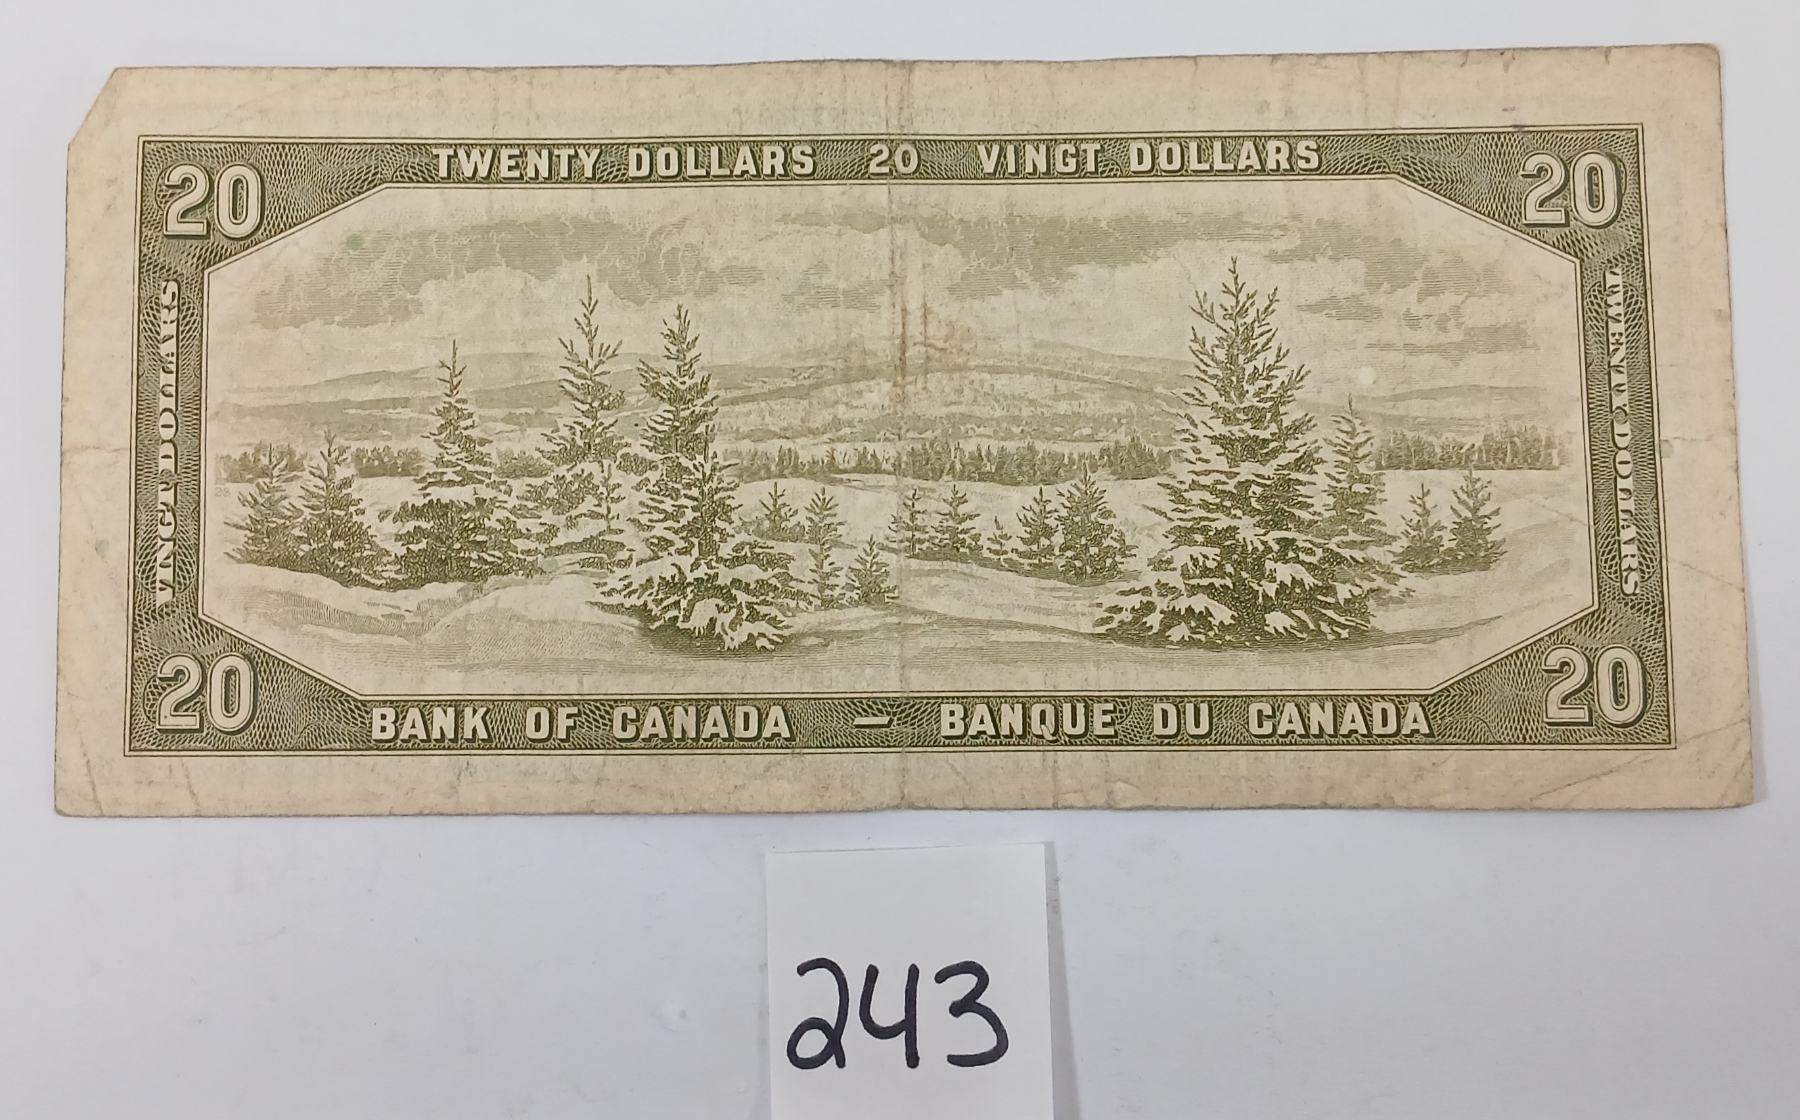 20 TWENTY DOLLARS 20 VINGT DOLLARS 20
VINGT DOLLARS
TWENTY DOLLARS
20 BANK OF CANADA — BANQUE DU CANADA 20
243